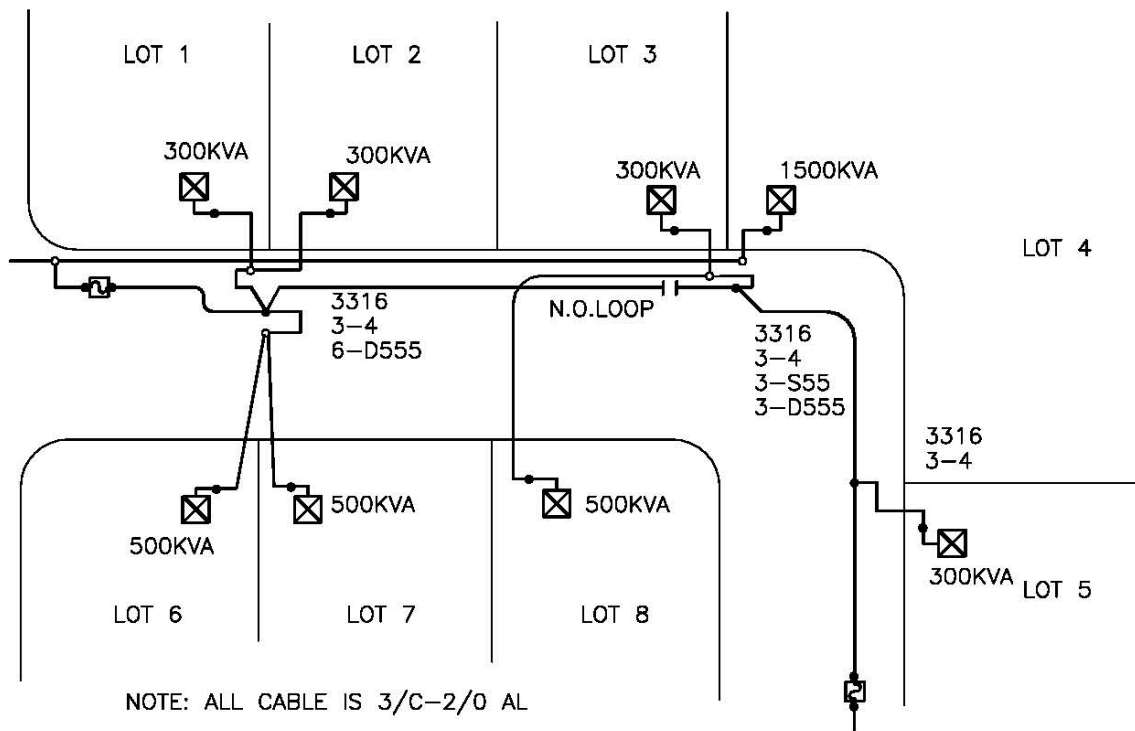 LOT 1
LOT 2
LOT 3
300KVA
300KVA
300KVA
1500KVA
LOT 4
N.O.LOOP
3316
3-4
6-D555
3316
3-4
3-S55
3-D555
3316
3-4
500KVA
500KVA
500KVA
300KVA
LOT 5
LOT 6
LOT 7
LOT 8
NOTE: ALL CABLE IS 3/C-2/0 AL